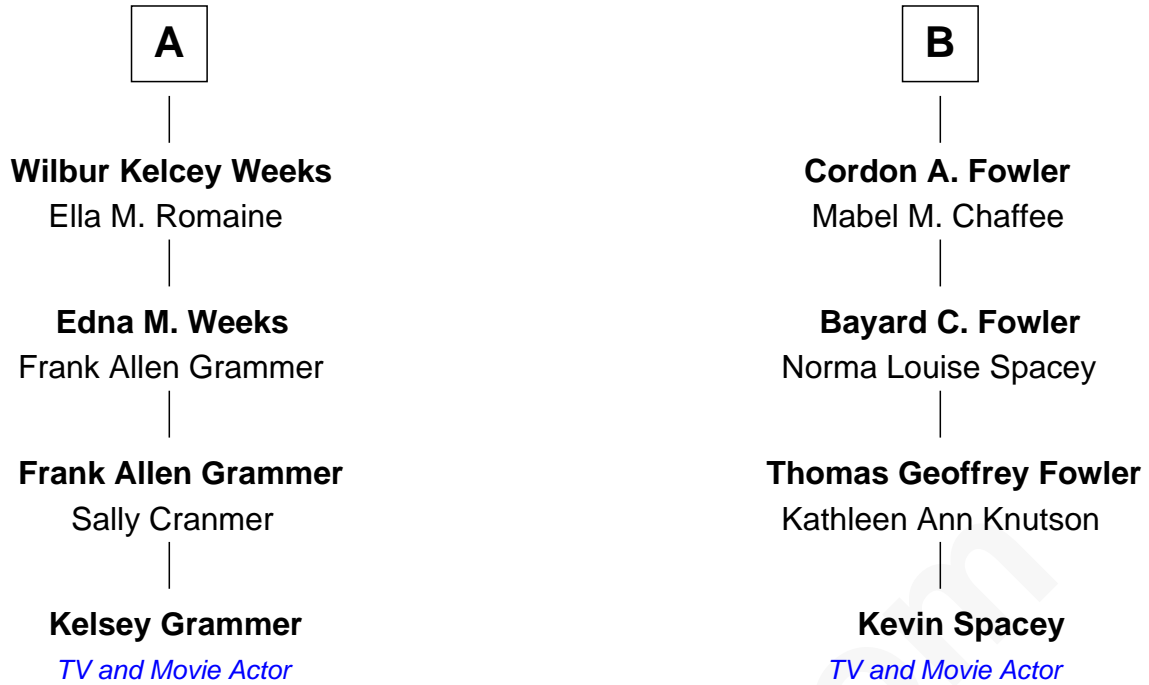 A
Wilbur Kelcey Weeks
Ella M. Romaine
Edna M. Weeks
Frank Allen Grammer
Frank Allen Grammer
Sally Cranmer
Kelsey Grammer
TV and Movie Actor
B
Cordon A. Fowler
Mabel M. Chaffee
Bayard C. Fowler
Norma Louise Spacey
Thomas Geoffrey Fowler
Kathleen Ann Knutson
Kevin Spacey
TV and Movie Actor